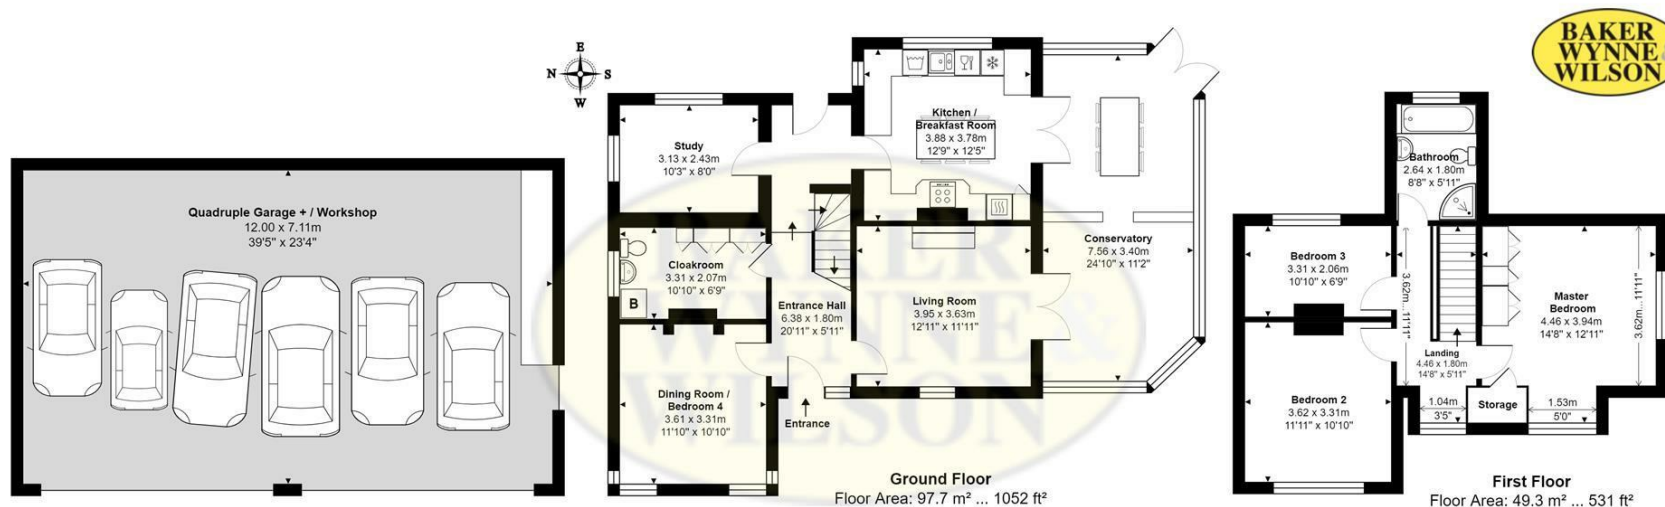 BAKER
WYNNE &
WILSON
E
N
S
W
Quadruple Garage + / Workshop
12.00 x 7.11m
39'5" x 23'4"
Study
3.13 x 2.43m
10'3" x 8'0"
Kitchen /
Breakfast Room
3.88 x 3.78m
12'9" x 12'5"
Cloakroom
3.31 x 2.07m
10'10" x 6'9"
B
Entrance Hall
6.38 x 1.80m
20'11" x 5'11"
Living Room
3.95 x 3.63m
12'11" x 11'11"
Conservatory
7.56 x 3.40m
24'10" x 11'2"
Dining Room /
Bedroom 4
3.61 x 3.31m
11'10" x 10'10"
Entrance
BAKER
WYNNE &
WILSON
Ground Floor
Floor Area: 97.7 m² ... 1052 ft²
Bathroom
2.64 x 1.80m
8'8" x 5'11"
Bedroom 3
3.31 x 2.06m
10'10" x 6'9"
3.62m...11'11"
Master
Bedroom
4.46 x 3.94m
14'8" x 12'11"
3.62m...11'11"
Landing
4.46 x 1.80m
14'8" x 5'11"
Bedroom 2
3.62 x 3.31m
11'11" x 10'10"
1.04m
3'5"
Storage
1.53m
5'0"
First Floor
Floor Area: 49.3 m² ... 531 ft²